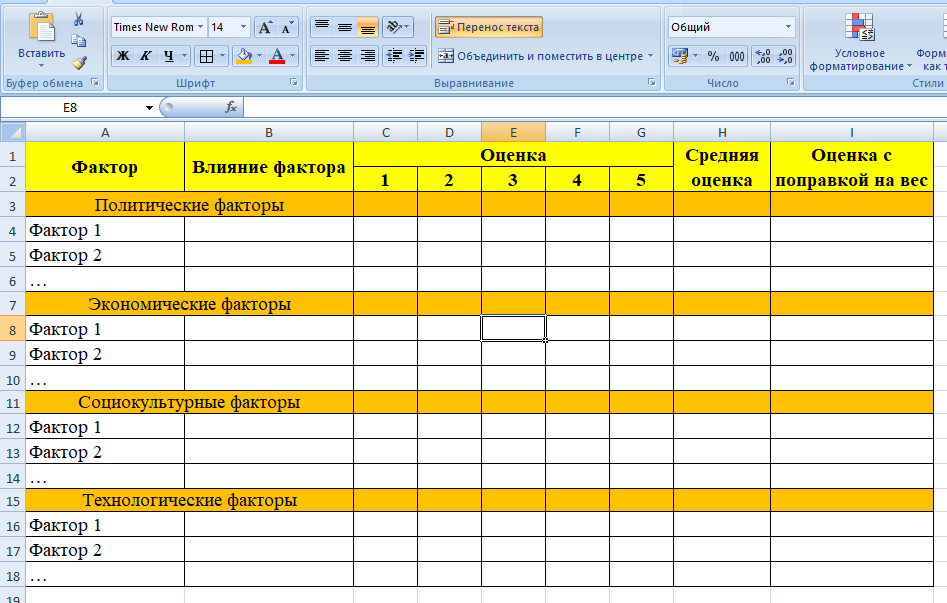 Вставить
Буфер обмена
Times New Rom
14
А А
Ж К Ч
А
Шрифт
Перенос текста
Объединить и поместить в центре
Выравнивание
Общий
% 000
,00 ,00
Число
Условное
форматирование
Форм
как т
Стили
E8
fx
A B C D E F G H I
1 Фактор Влияние фактора Оценка Средняя оценка Оценка с поправкой на вес
2 1 2 3 4 5
3 Политические факторы
4 Фактор 1
5 Фактор 2
6 …
7 Экономические факторы
8 Фактор 1
9 Фактор 2
10 …
11 Социокультурные факторы
12 Фактор 1
13 Фактор 2
14 …
15 Технологические факторы
16 Фактор 1
17 Фактор 2
18 …
19